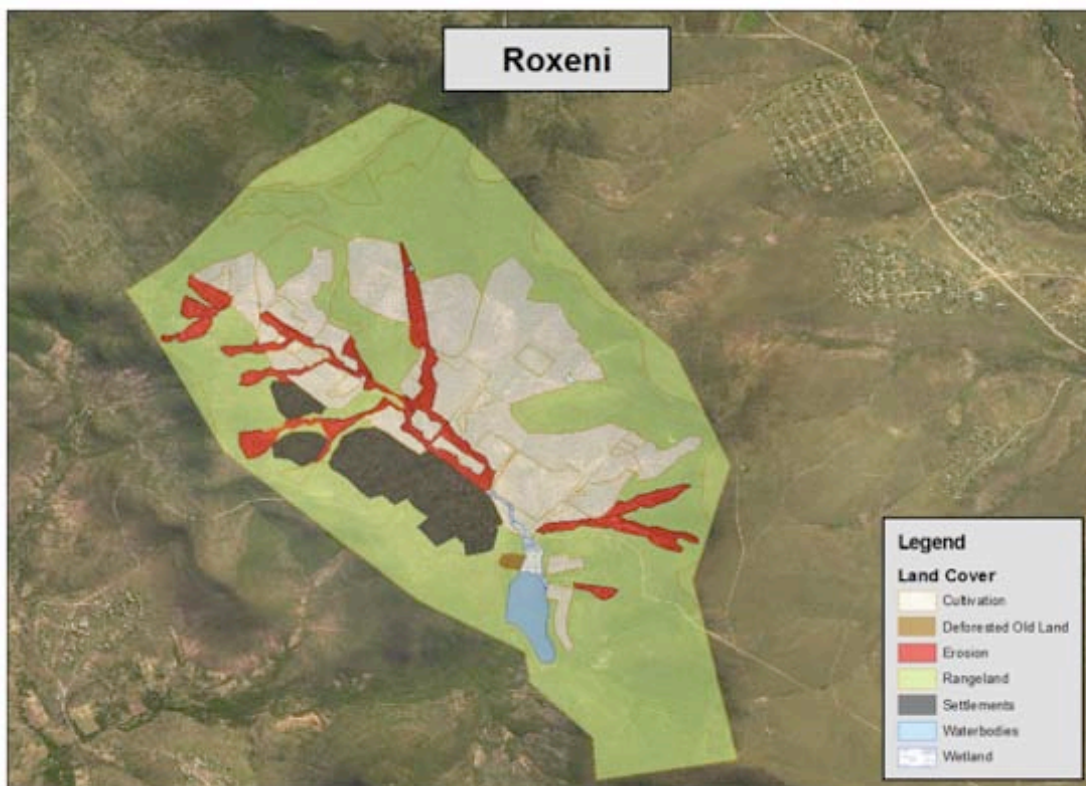 Roxeni
Legend
Land Cover
Cultivation
Deforested Old Land
Erosion
Rangeland
Settlements
Waterbodies
Wetland